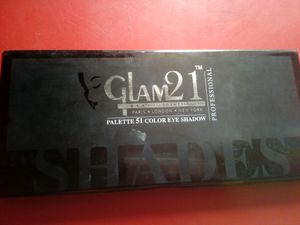 GLAM21™
PROFESSIONAL
PARIS • LONDON • NEW YORK
PALETTE 51 COLOR EYE SHADOW
SHADES